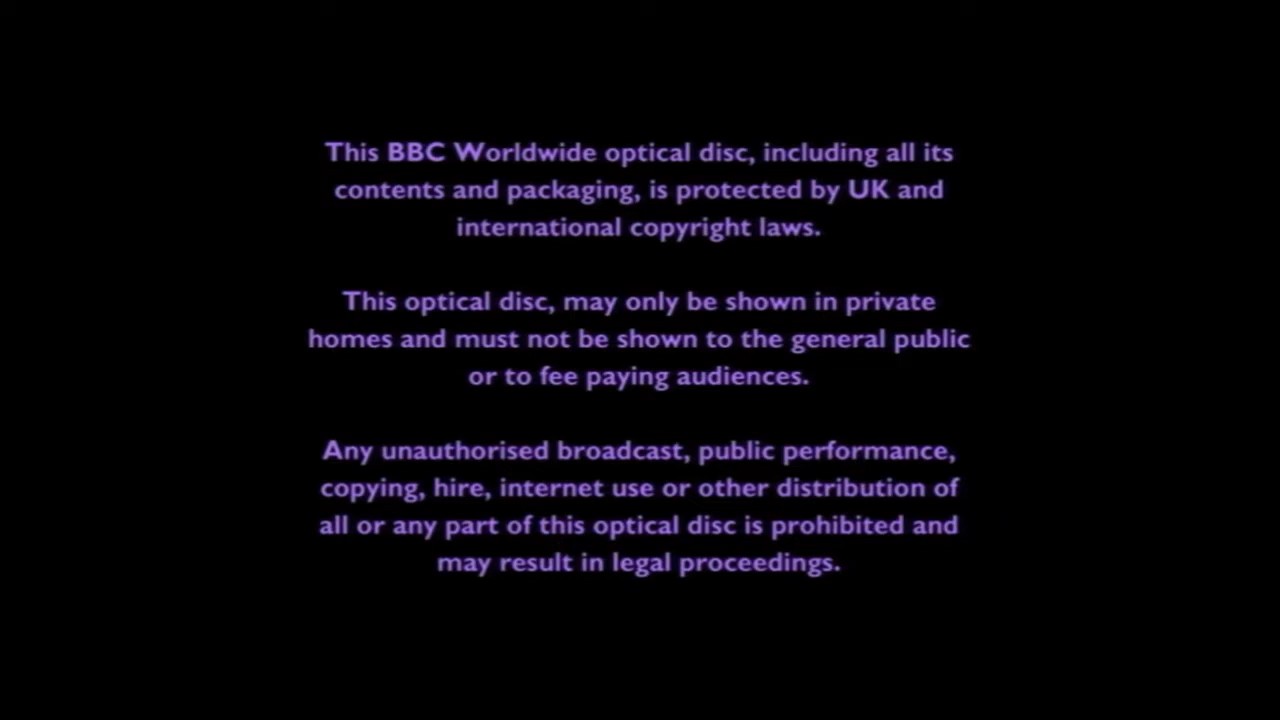 This BBC Worldwide optical disc, including all its
contents and packaging, is protected by UK and
international copyright laws.
This optical disc, may only be shown in private
homes and must not be shown to the general public
or to fee paying audiences.
Any unauthorised broadcast, public performance,
copying, hire, internet use or other distribution of
all or any part of this optical disc is prohibited and
may result in legal proceedings.